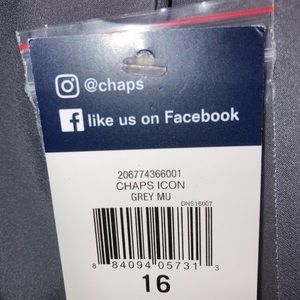 @chaps
like us on Facebook
206774366001
CHAPS ICON
GREY MU
DNS16007
8 84094 05731 3
16